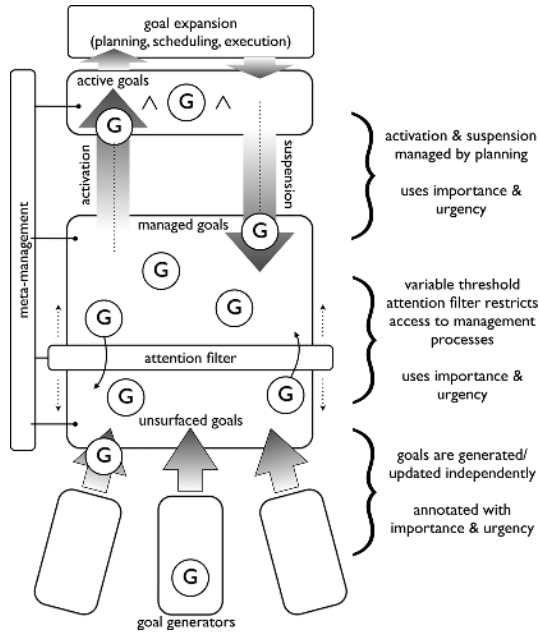 goal expansion
(planning, scheduling, execution)
active goals
G
G
activation
suspension
activation & suspension
managed by planning
uses importance &
urgency
meta-management
managed goals
G
G
G
G
variable threshold
attention filter restricts
access to management
processes
uses importance &
urgency
attention filter
G
G
unsurfaced goals
G
goals are generated/
updated independently
annotated with
importance & urgency
G
goal generators